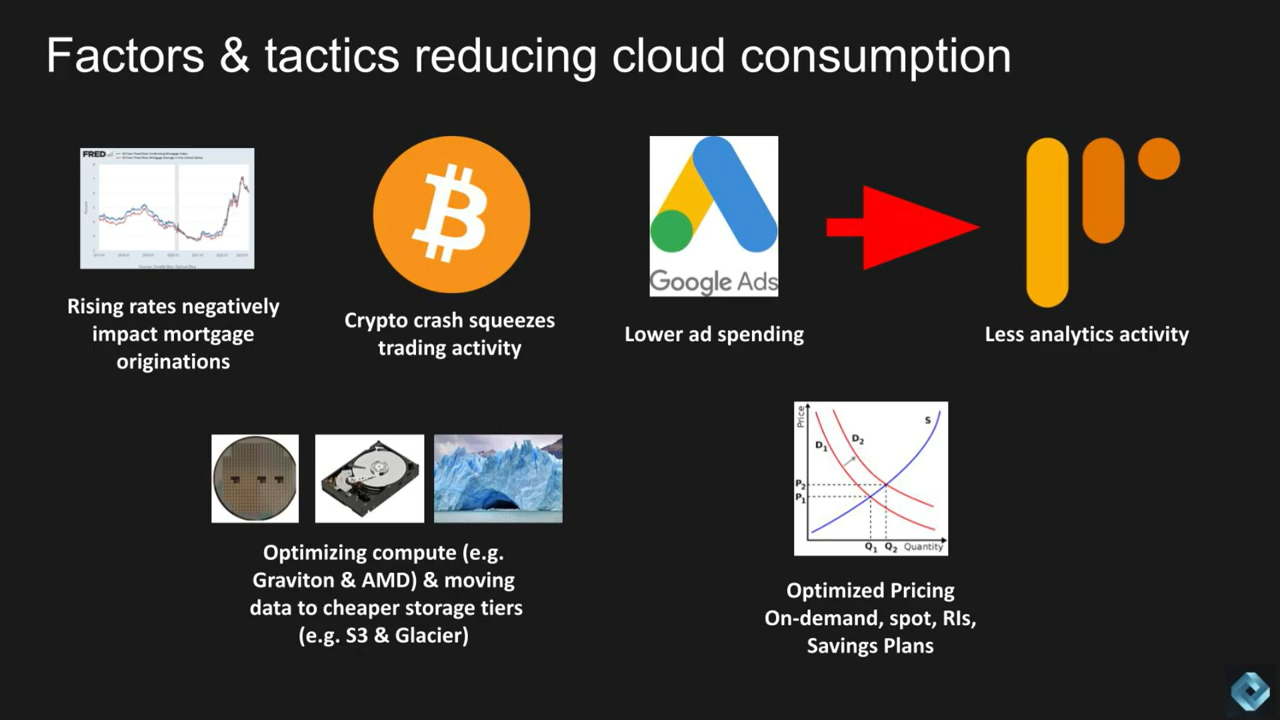 Factors & tactics reducing cloud consumption
FRED
Rising rates negatively
impact mortgage
originations
Crypto crash squeezes
trading activity
Google Ads
Lower ad spending
Less analytics activity
Optimizing compute (e.g.
Graviton & AMD) & moving
data to cheaper storage tiers
(e.g. S3 & Glacier)
Price
S
D1
D2
P2
P1
Q1 Q2 Quantity
Optimized Pricing
On-demand, spot, RIs,
Savings Plans